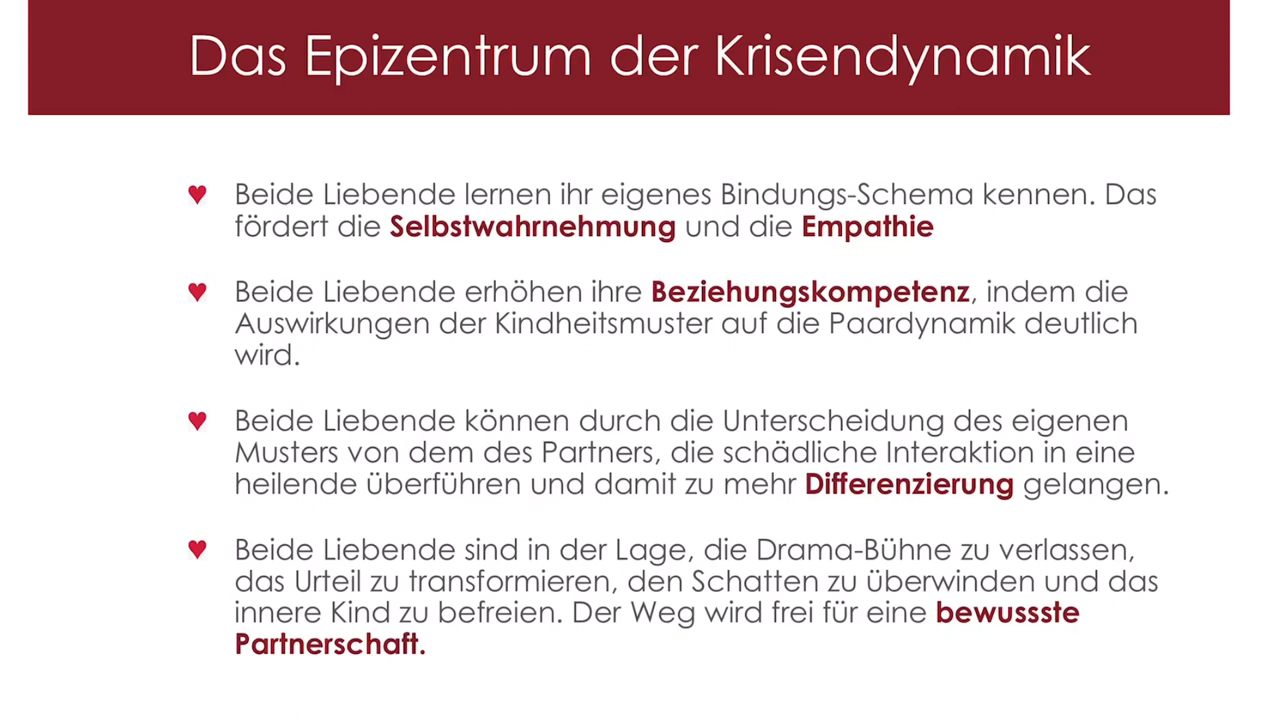 Das Epizentrum der Krisendynamik
♥ Beide Liebende lernen ihr eigenes Bindungs-Schema kennen. Das
fördert die Selbstwahrnehmung und die Empathie
♥ Beide Liebende erhöhen ihre Beziehungskompetenz, indem die
Auswirkungen der Kindheitsmuster auf die Paardynamik deutlich
wird.
♥ Beide Liebende können durch die Unterscheidung des eigenen
Musters von dem des Partners, die schädliche Interaktion in eine
heilende überführen und damit zu mehr Differenzierung gelangen.
♥ Beide Liebende sind in der Lage, die Drama-Bühne zu verlassen,
das Urteil zu transformieren, den Schatten zu überwinden und das
innere Kind zu befreien. Der Weg wird frei für eine bewussste
Partnerschaft.